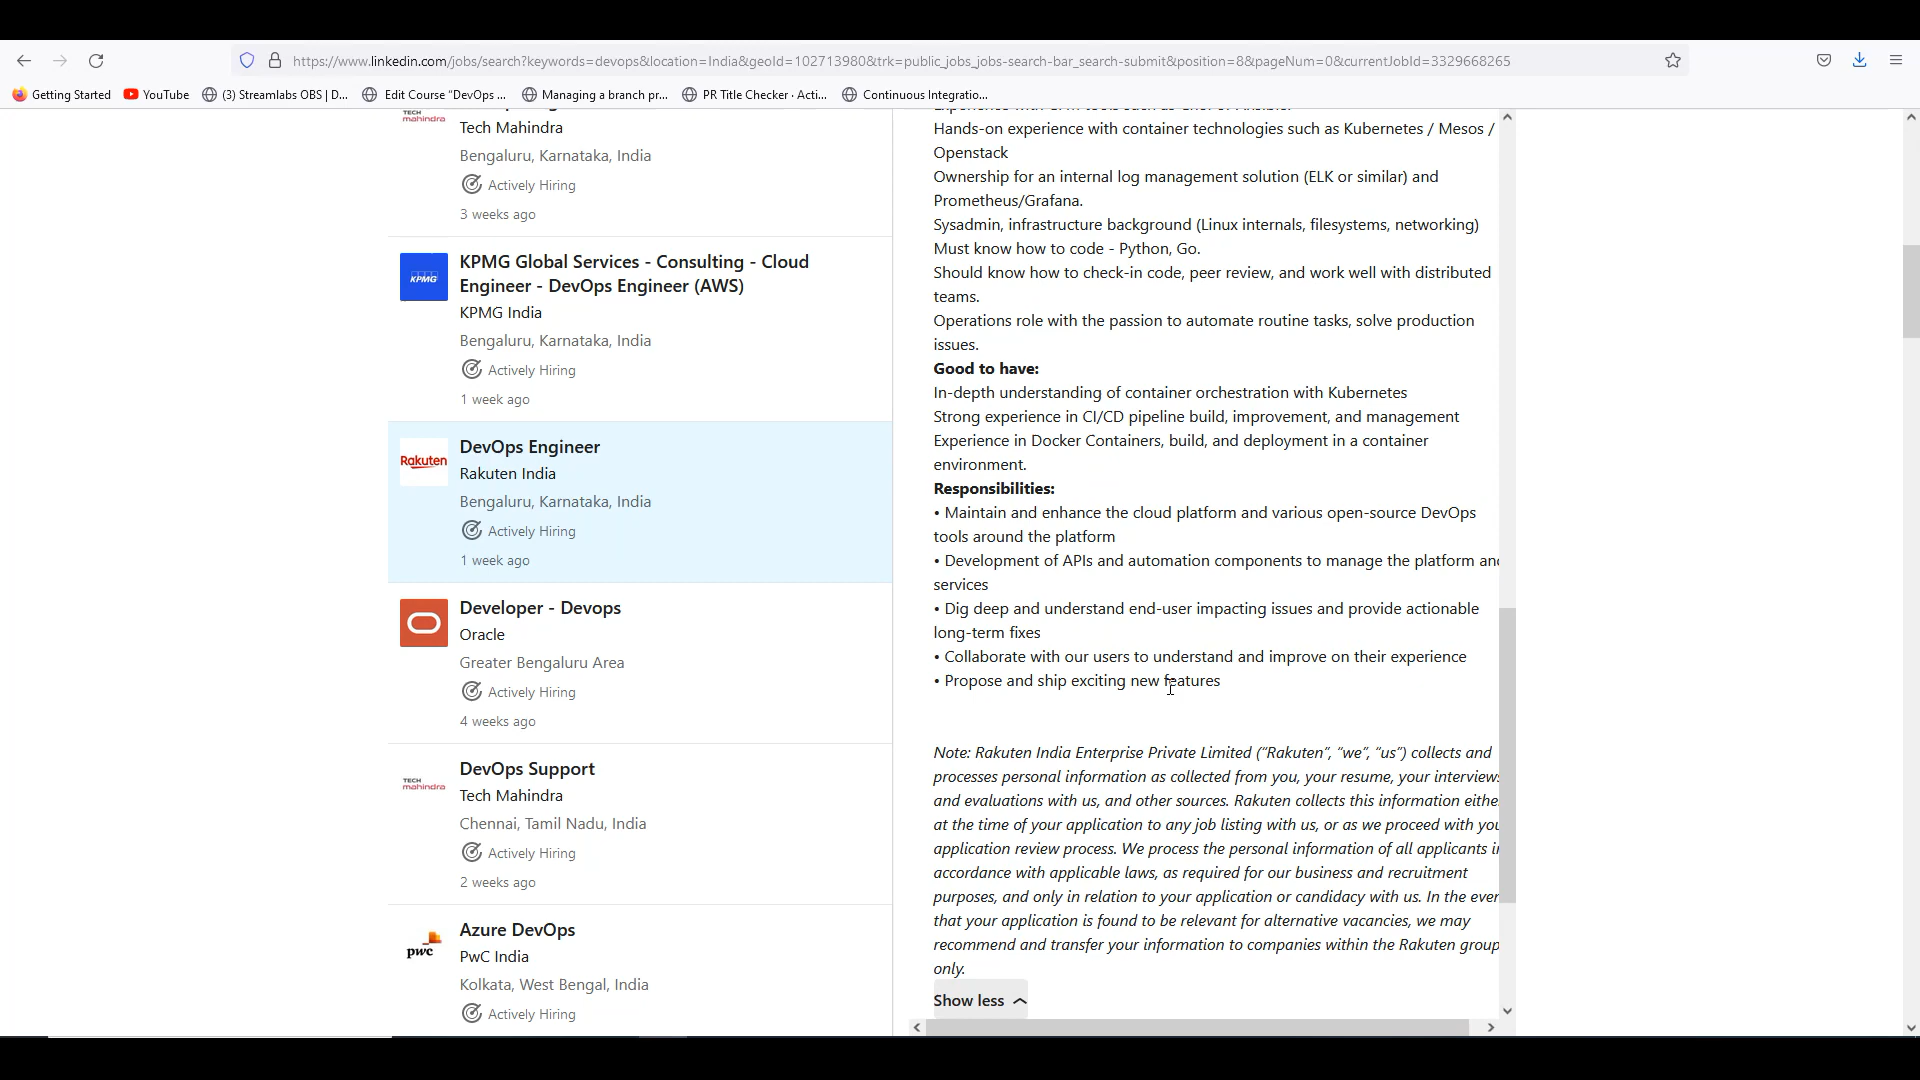 https://www.linkedin.com/jobs/search?keywords=devops&location=India&geoId=102713980&trk=public_jobs_jobs-search-bar_search-submit&position=8&pageNum=0&currentJobId=3329668265
Getting Started
YouTube
(3) Streamlabs OBS | D...
Edit Course "DevOps ...
Managing a branch pr...
PR Title Checker · Acti...
Continuous Integratio...
TECH
mahindra
Tech Mahindra
Bengaluru, Karnataka, India
Actively Hiring
3 weeks ago
KPMG
KPMG Global Services - Consulting - Cloud
Engineer - DevOps Engineer (AWS)
KPMG India
Bengaluru, Karnataka, India
Actively Hiring
1 week ago
Rakuten
DevOps Engineer
Rakuten India
Bengaluru, Karnataka, India
Actively Hiring
1 week ago
Developer - Devops
Oracle
Greater Bengaluru Area
Actively Hiring
4 weeks ago
TECH
mahindra
DevOps Support
Tech Mahindra
Chennai, Tamil Nadu, India
Actively Hiring
2 weeks ago
pwc
Azure DevOps
PwC India
Kolkata, West Bengal, India
Actively Hiring
Hands-on experience with container technologies such as Kubernetes / Mesos /
Openstack
Ownership for an internal log management solution (ELK or similar) and
Prometheus/Grafana.
Sysadmin, infrastructure background (Linux internals, filesystems, networking)
Must know how to code - Python, Go.
Should know how to check-in code, peer review, and work well with distributed
teams.
Operations role with the passion to automate routine tasks, solve production
issues.
Good to have:
In-depth understanding of container orchestration with Kubernetes
Strong experience in CI/CD pipeline build, improvement, and management
Experience in Docker Containers, build, and deployment in a container
environment.
Responsibilities:
• Maintain and enhance the cloud platform and various open-source DevOps
tools around the platform
• Development of APIs and automation components to manage the platform and
services
• Dig deep and understand end-user impacting issues and provide actionable
long-term fixes
• Collaborate with our users to understand and improve on their experience
• Propose and ship exciting new features
Note: Rakuten India Enterprise Private Limited (“Rakuten”, “we”, “us”) collects and
processes personal information as collected from you, your resume, your interviews
and evaluations with us, and other sources. Rakuten collects this information eithe
at the time of your application to any job listing with us, or as we proceed with you
application review process. We process the personal information of all applicants i
accordance with applicable laws, as required for our business and recruitment
purposes, and only in relation to your application or candidacy with us. In the even
that your application is found to be relevant for alternative vacancies, we may
recommend and transfer your information to companies within the Rakuten group
only.
Show less